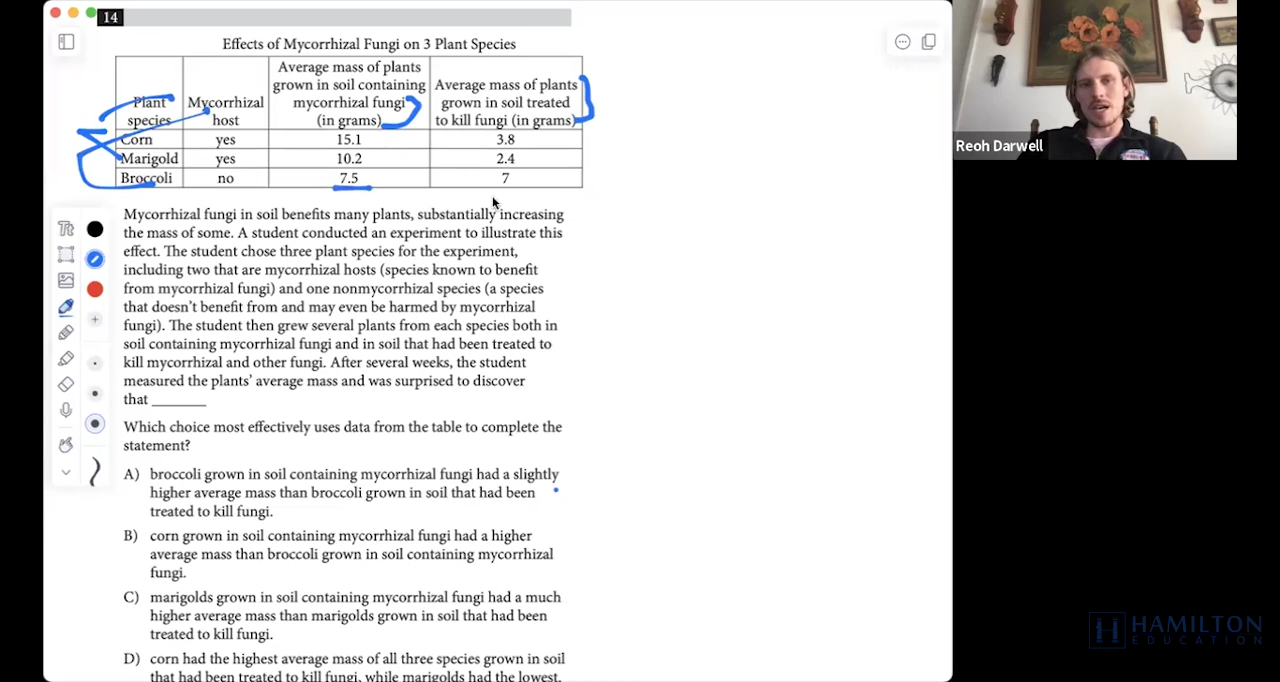 14
Effects of Mycorrhizal Fungi on 3 Plant Species
Plant species
Mycorrhizal host
Average mass of plants grown in soil containing mycorrhizal fungi (in grams)
Average mass of plants grown in soil treated to kill fungi (in grams)
Corn yes 15.1 3.8
Marigold yes 10.2 2.4
Broccoli no 7.5 7
Mycorrhizal fungi in soil benefits many plants, substantially increasing
the mass of some. A student conducted an experiment to illustrate this
effect. The student chose three plant species for the experiment,
including two that are mycorrhizal hosts (species known to benefit
from mycorrhizal fungi) and one nonmycorrhizal species (a species
that doesn't benefit from and may even be harmed by mycorrhizal
fungi). The student then grew several plants from each species both in
soil containing mycorrhizal fungi and in soil that had been treated to
kill mycorrhizal and other fungi. After several weeks, the student
measured the plants' average mass and was surprised to discover
that ______
Which choice most effectively uses data from the table to complete the
statement?
A) broccoli grown in soil containing mycorrhizal fungi had a slightly
higher average mass than broccoli grown in soil that had been
treated to kill fungi.
B) corn grown in soil containing mycorrhizal fungi had a higher
average mass than broccoli grown in soil containing mycorrhizal
fungi.
C) marigolds grown in soil containing mycorrhizal fungi had a much
higher average mass than marigolds grown in soil that had been
treated to kill fungi.
D) corn had the highest average mass of all three species grown in soil
that had been treated to kill fungi, while marigolds had the lowest.
Tt
Reoh Darwell
HAMILTON
EDUCATION